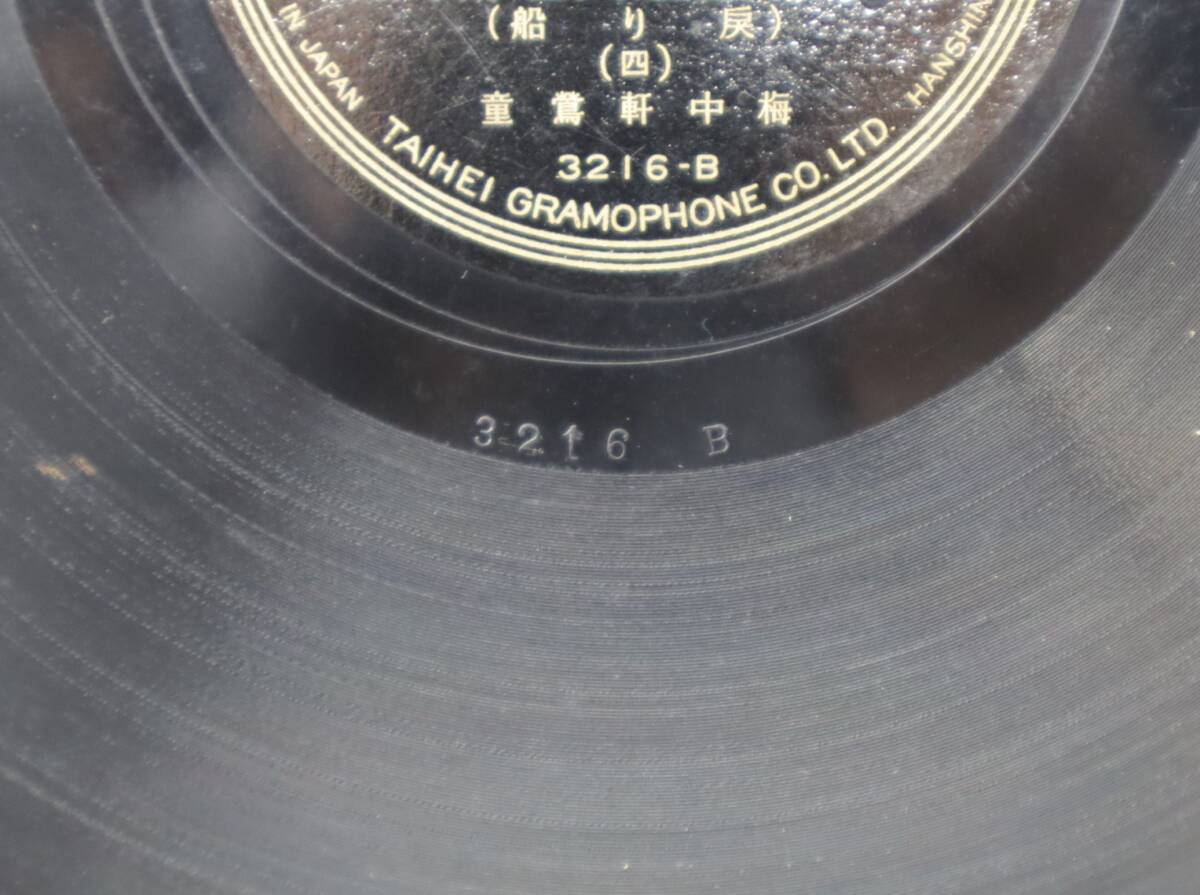 (戻り船)
(四)
梅中軒鶯童
3216-B
IN JAPAN
TAIHEI GRAMOPHONE CO. LTD.
HANSHIN
3216 B